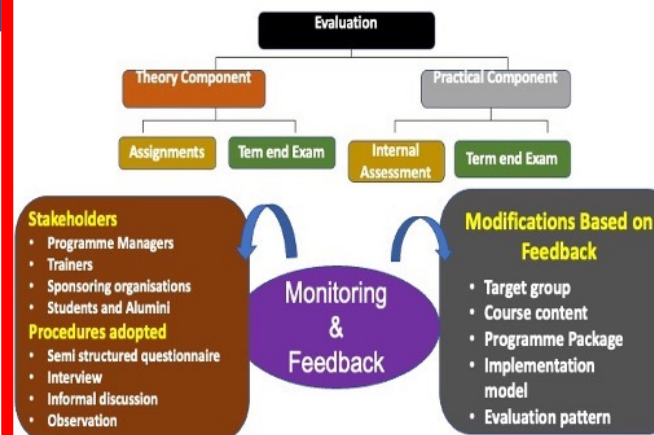 Evaluation
Theory Component
Practical Component
Assignments
Tem end Exam
Internal
Assessment
Term end Exam
Stakeholders
• Programme Managers
• Trainers
• Sponsoring organisations
• Students and Alumini
Procedures adopted
• Semi structured questionnaire
• Interview
• Informal discussion
• Observation
Monitoring
&
Feedback
Modifications Based on
Feedback
• Target group
• Course content
• Programme Package
• Implementation
model
• Evaluation pattern